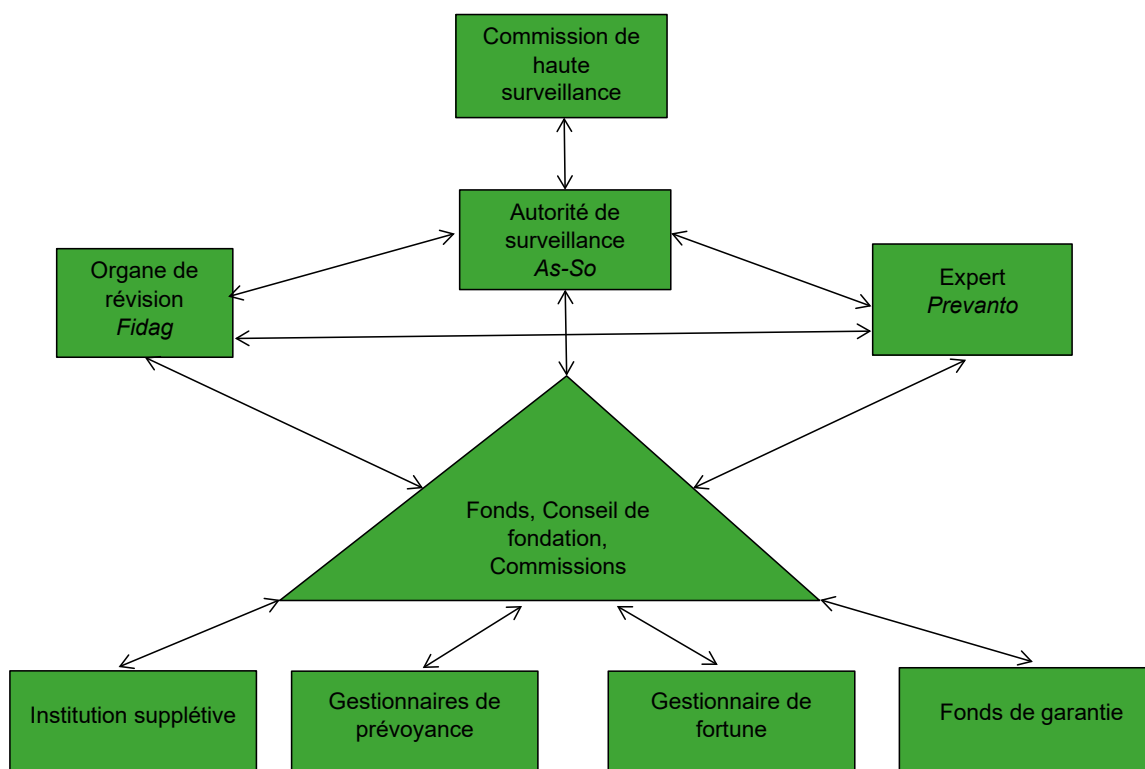 Commission de
haute
surveillance
Autorité de
surveillance
As-So
Organe de
révision
Fidag
Expert
Prevanto
Fonds, Conseil de
fondation,
Commissions
Institution supplétive
Gestionnaires de
prévoyance
Gestionnaire de
fortune
Fonds de garantie